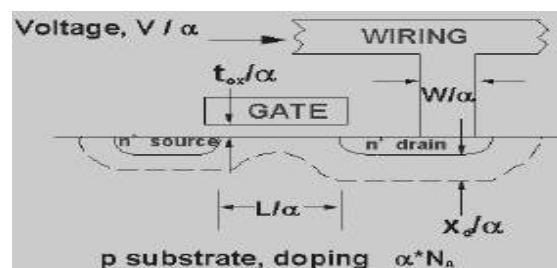 Voltage, V / α
WIRING
tox/α
W/α
GATE
n+ source
n+ drain
L/α
xd/α
p substrate, doping α*NA